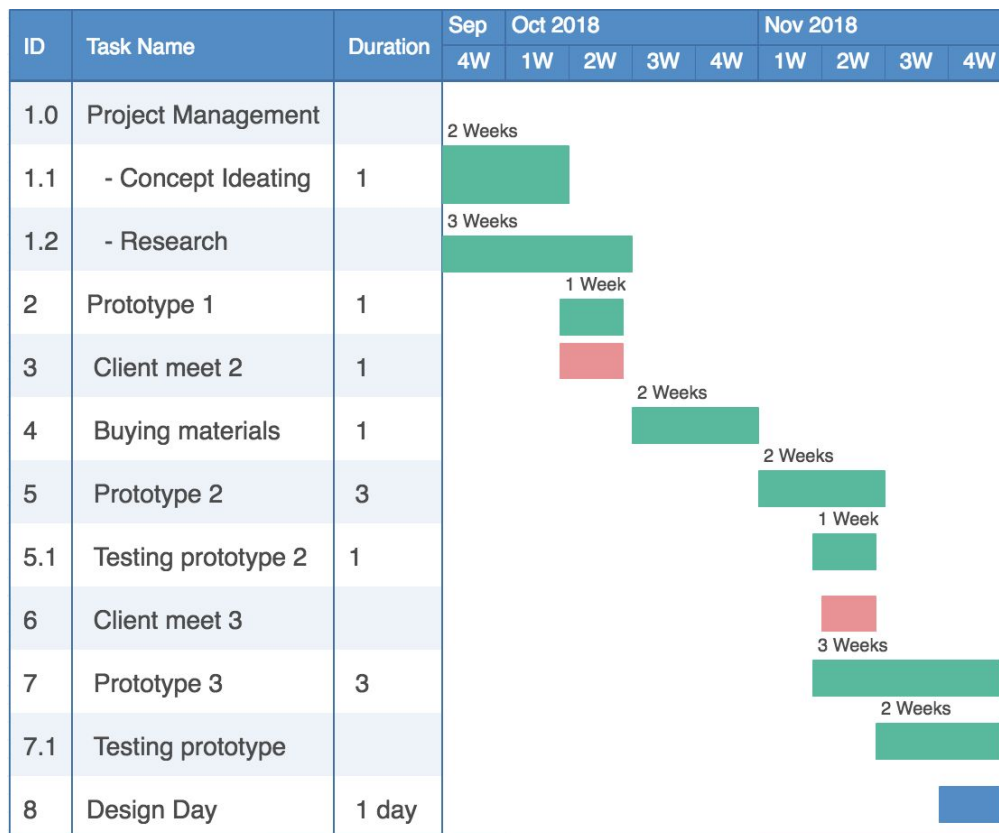 ID Task Name Duration Sep Oct 2018 Nov 2018
4W 1W 2W 3W 4W 1W 2W 3W 4W
1.0 Project Management
2 Weeks
1.1 - Concept Ideating 1
3 Weeks
1.2 - Research
1 Week
2 Prototype 1 1
3 Client meet 2 1
2 Weeks
4 Buying materials 1
2 Weeks
5 Prototype 2 3
1 Week
5.1 Testing prototype 2 1
6 Client meet 3
3 Weeks
7 Prototype 3 3
2 Weeks
7.1 Testing prototype
8 Design Day 1 day